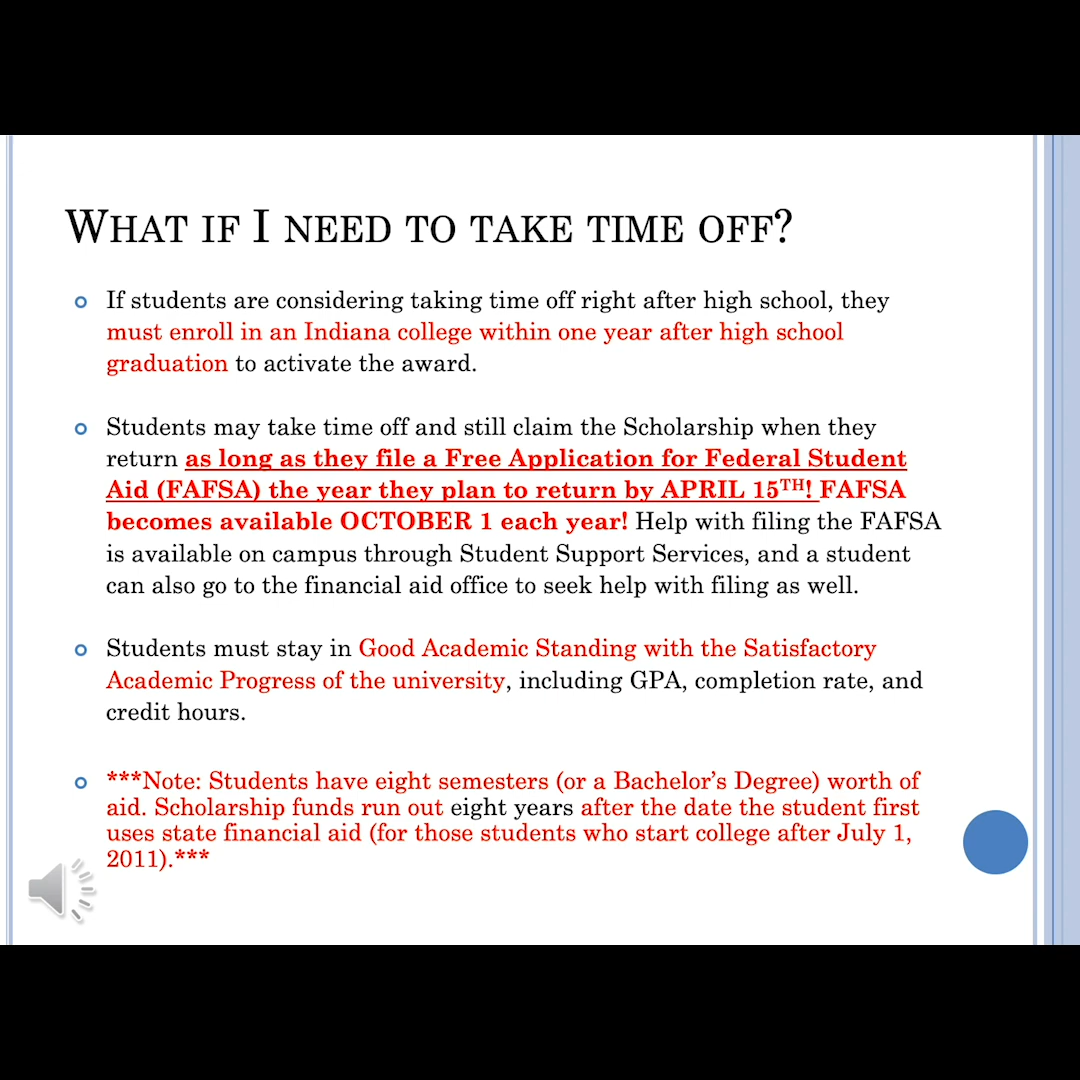 WHAT IF I NEED TO TAKE TIME OFF?
If students are considering taking time off right after high school, they
must enroll in an Indiana college within one year after high school
graduation to activate the award.
Students may take time off and still claim the Scholarship when they
return as long as they file a Free Application for Federal Student
Aid (FAFSA) the year they plan to return by APRIL 15TH! FAFSA
becomes available OCTOBER 1 each year! Help with filing the FAFSA
is available on campus through Student Support Services, and a student
can also go to the financial aid office to seek help with filing as well.
Students must stay in Good Academic Standing with the Satisfactory
Academic Progress of the university, including GPA, completion rate, and
credit hours.
***Note: Students have eight semesters (or a Bachelor’s Degree) worth of
aid. Scholarship funds run out eight years after the date the student first
uses state financial aid (for those students who start college after July 1,
2011).***